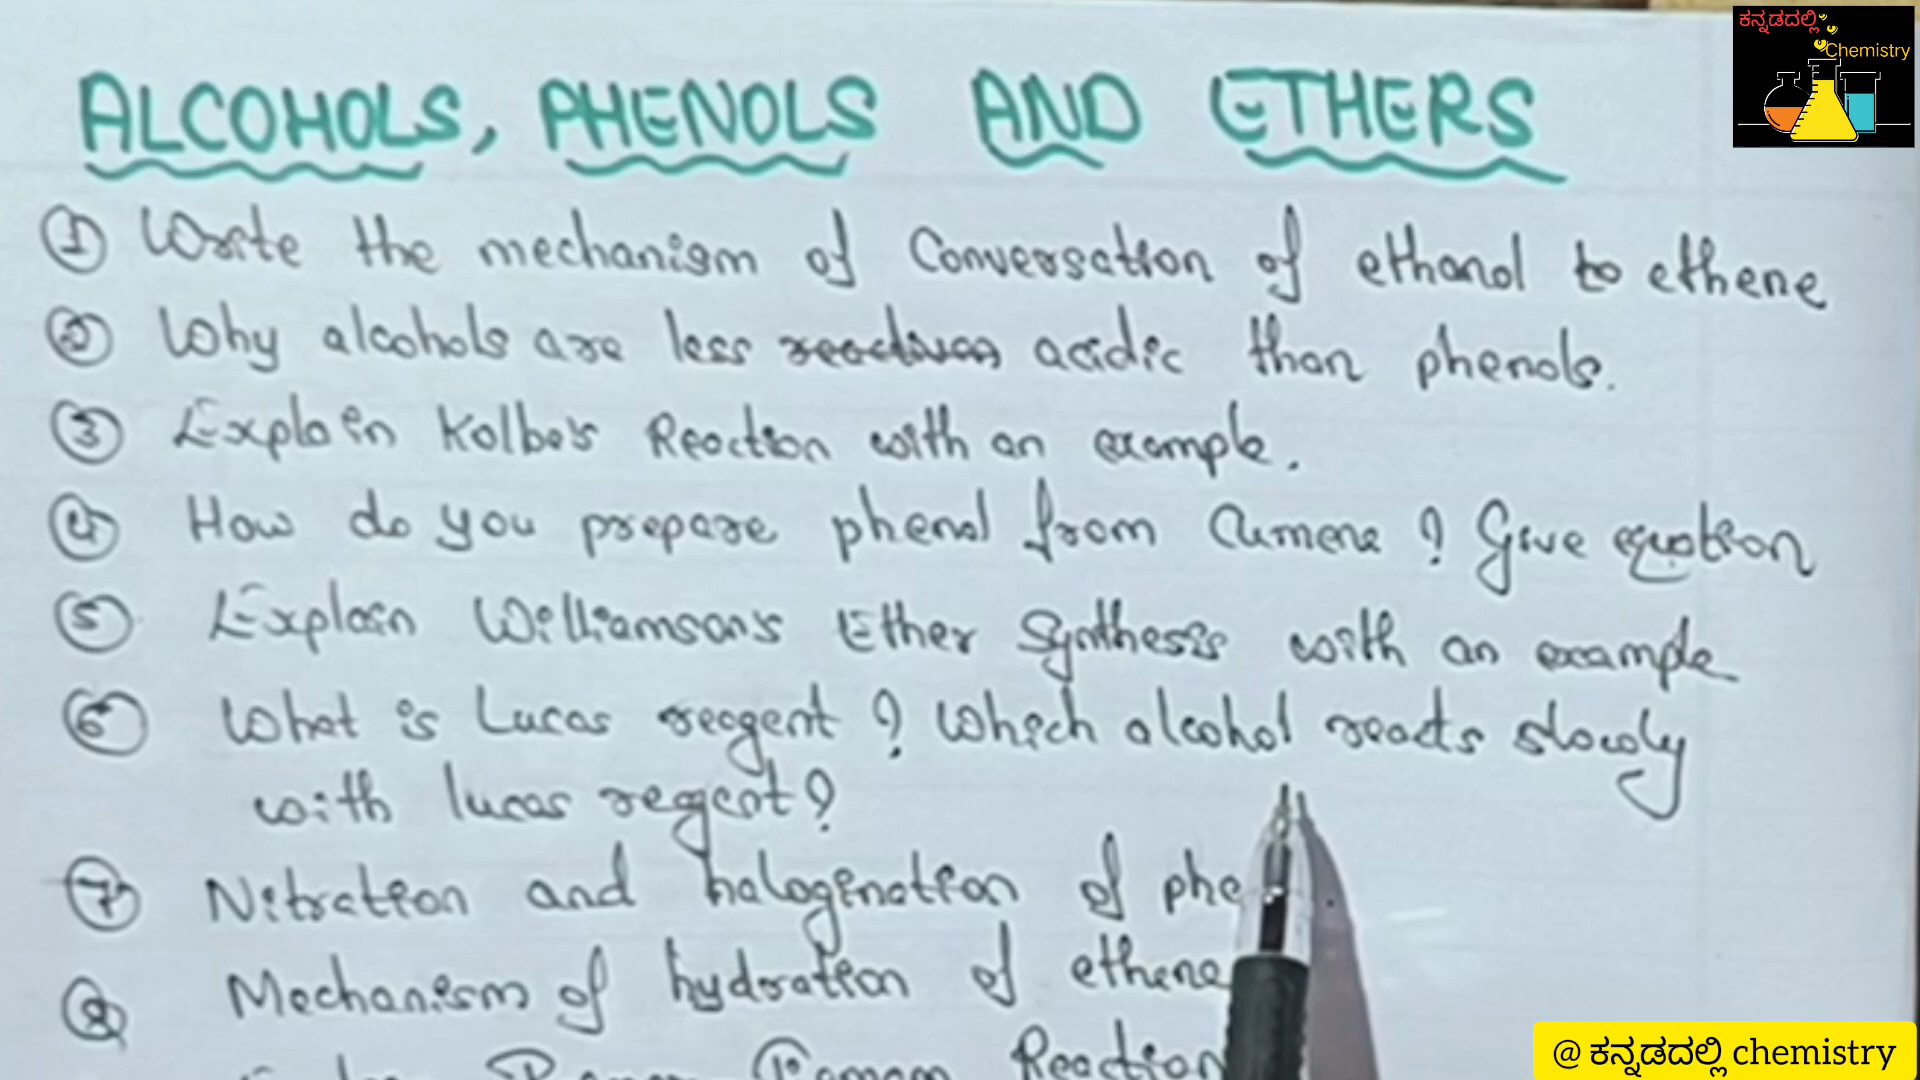 ಕನ್ನಡದಲ್ಲಿ
Chemistry
ALCOHOLS, PHENOLS AND ETHERS
① Write the mechanism of Conversation of ethanol to ethene
② Why alcohols are less acidic than phenols.
③ Explain Kolbe's Reaction with an example.
④ How do you prepare phenol from Cumene ? Give equation
⑤ Explain Williamson's Ether Synthesis with an example
⑥ What is Lucas reagent ? Which alcohol reacts slowly
with lucas regent ?
⑦ Nitration and halogenation of phe
⑧ Mechanism of hydration of ethene
Reaction
@ ಕನ್ನಡದಲ್ಲಿ chemistry